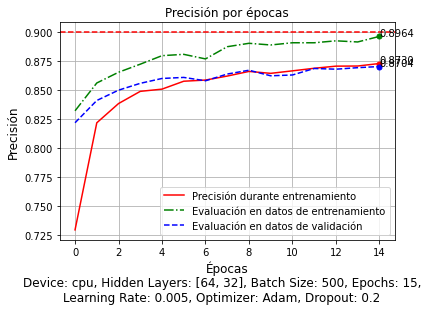 Precisión por épocas
Precisión
0.900
0.875
0.850
0.825
0.800
0.775
0.750
0.725
0.8964
0.8704
Precisión durante entrenamiento
Evaluación en datos de entrenamiento
Evaluación en datos de validación
0 2 4 6 8 10 12 14
Épocas
Device: cpu, Hidden Layers: [64, 32], Batch Size: 500, Epochs: 15,
Learning Rate: 0.005, Optimizer: Adam, Dropout: 0.2